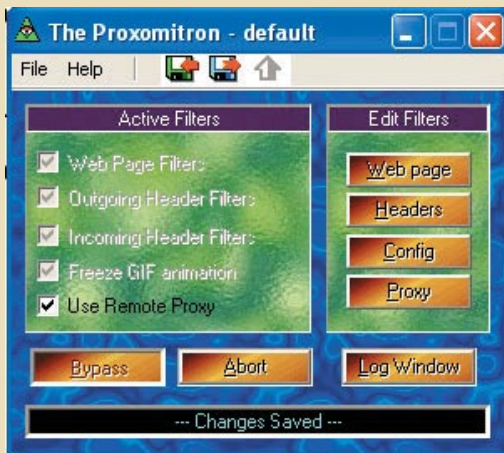 The Proxomitron - default
File Help
Active Filters
Web Page Filters
Outgoing Header Filters
Incoming Header Filters
Freeze GIF animation
Use Remote Proxy
Edit Filters
Web page
Headers
Config
Proxy
Bypass Abort Log Window
--- Changes Saved ---